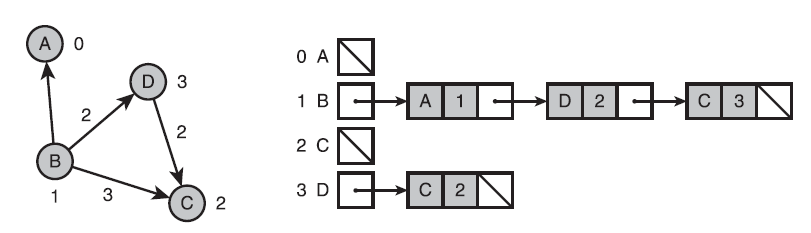 A 0
D 3
2
2
B
3
1
C 2
0 A
1 B A 1 D 2 C 3
2 C
3 D C 2